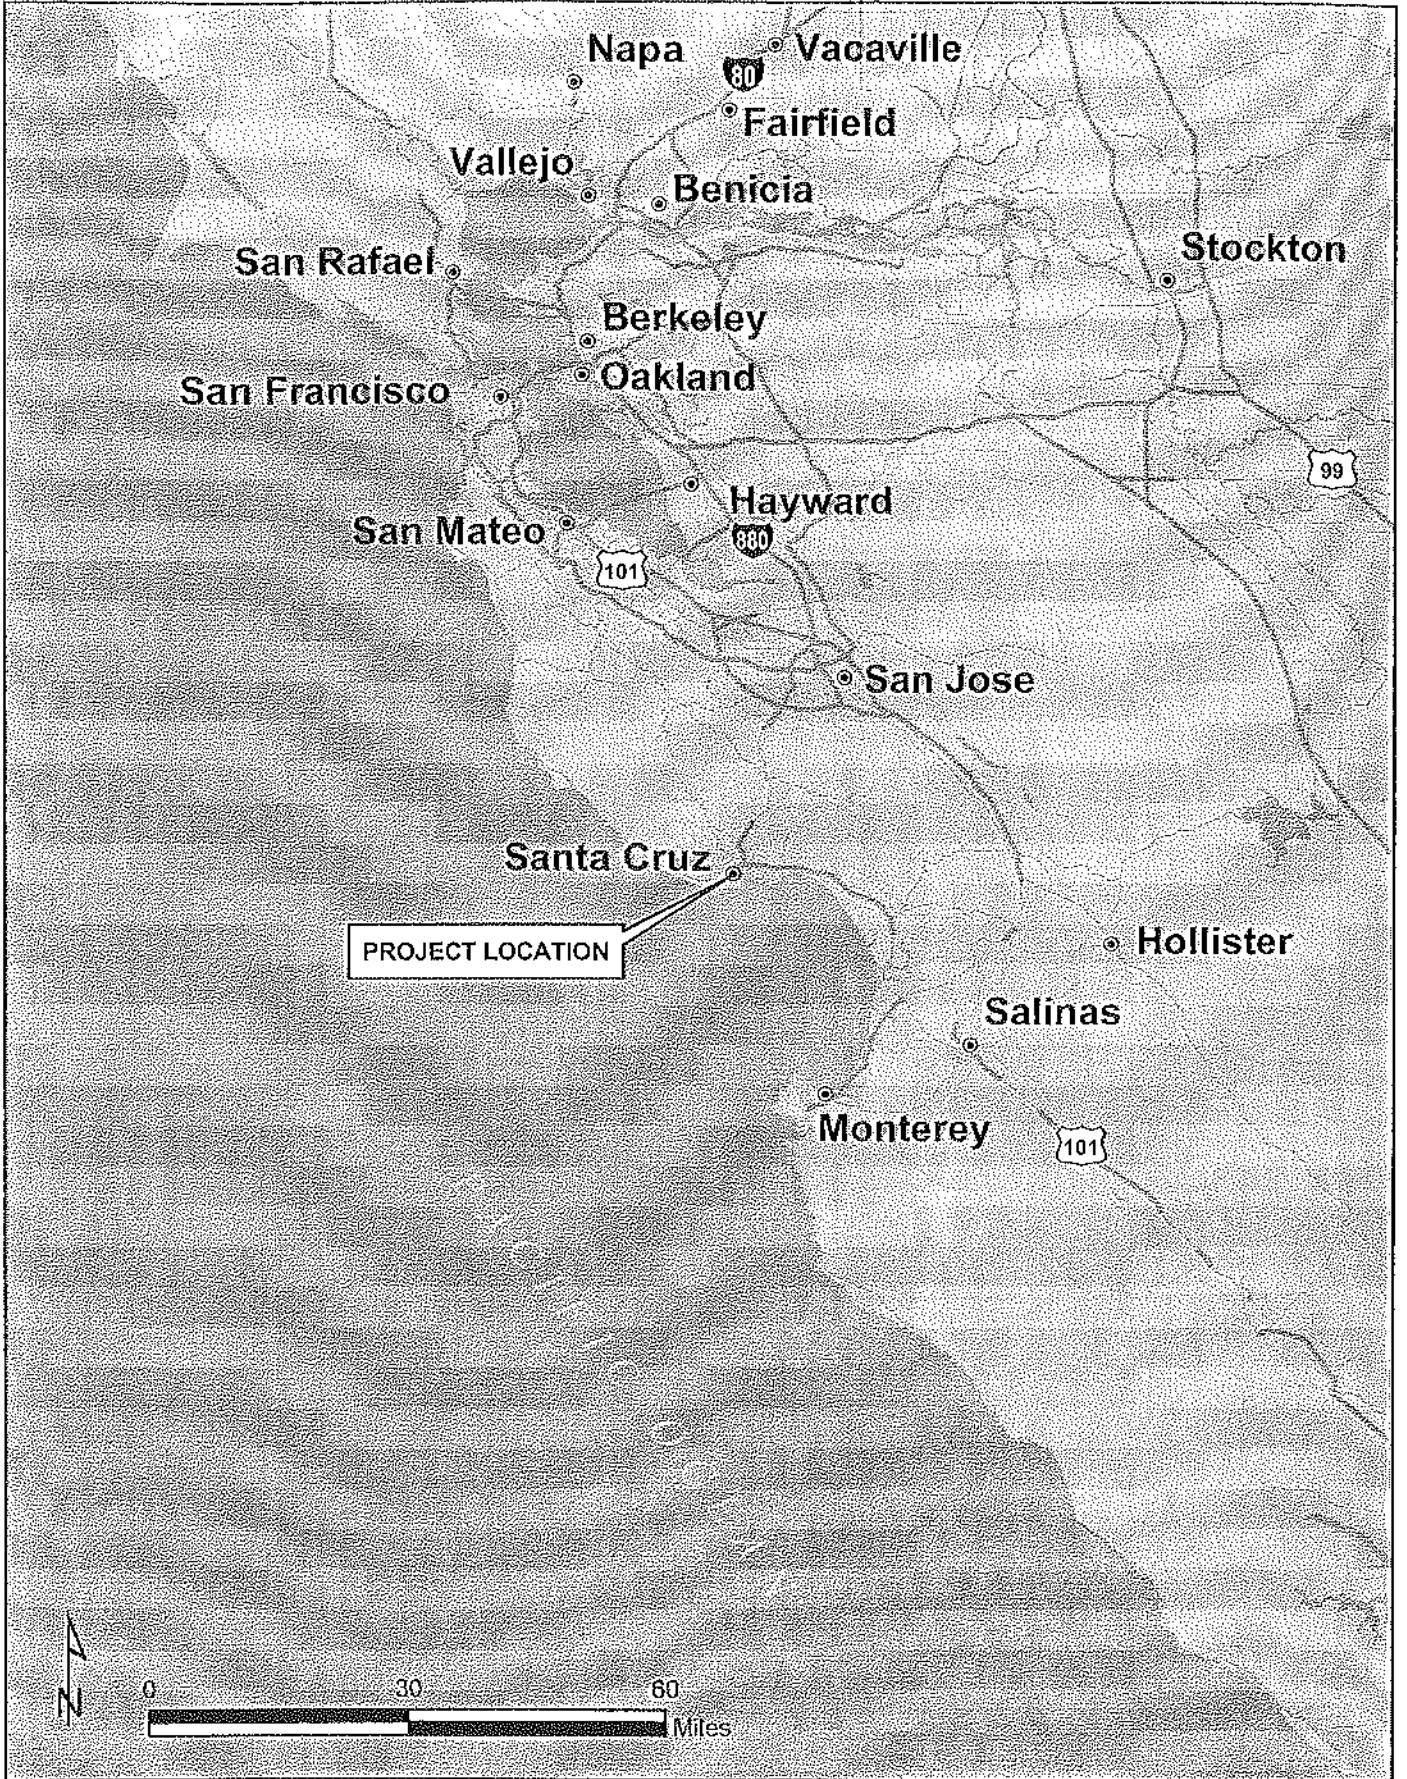 Napa
Vacaville
80
Fairfield
Vallejo
Benicia
San Rafael
Stockton
Berkeley
Oakland
San Francisco
99
Hayward
San Mateo
880
101
San Jose
Santa Cruz
PROJECT LOCATION
Hollister
Salinas
Monterey
101
N
0 30 60
Miles